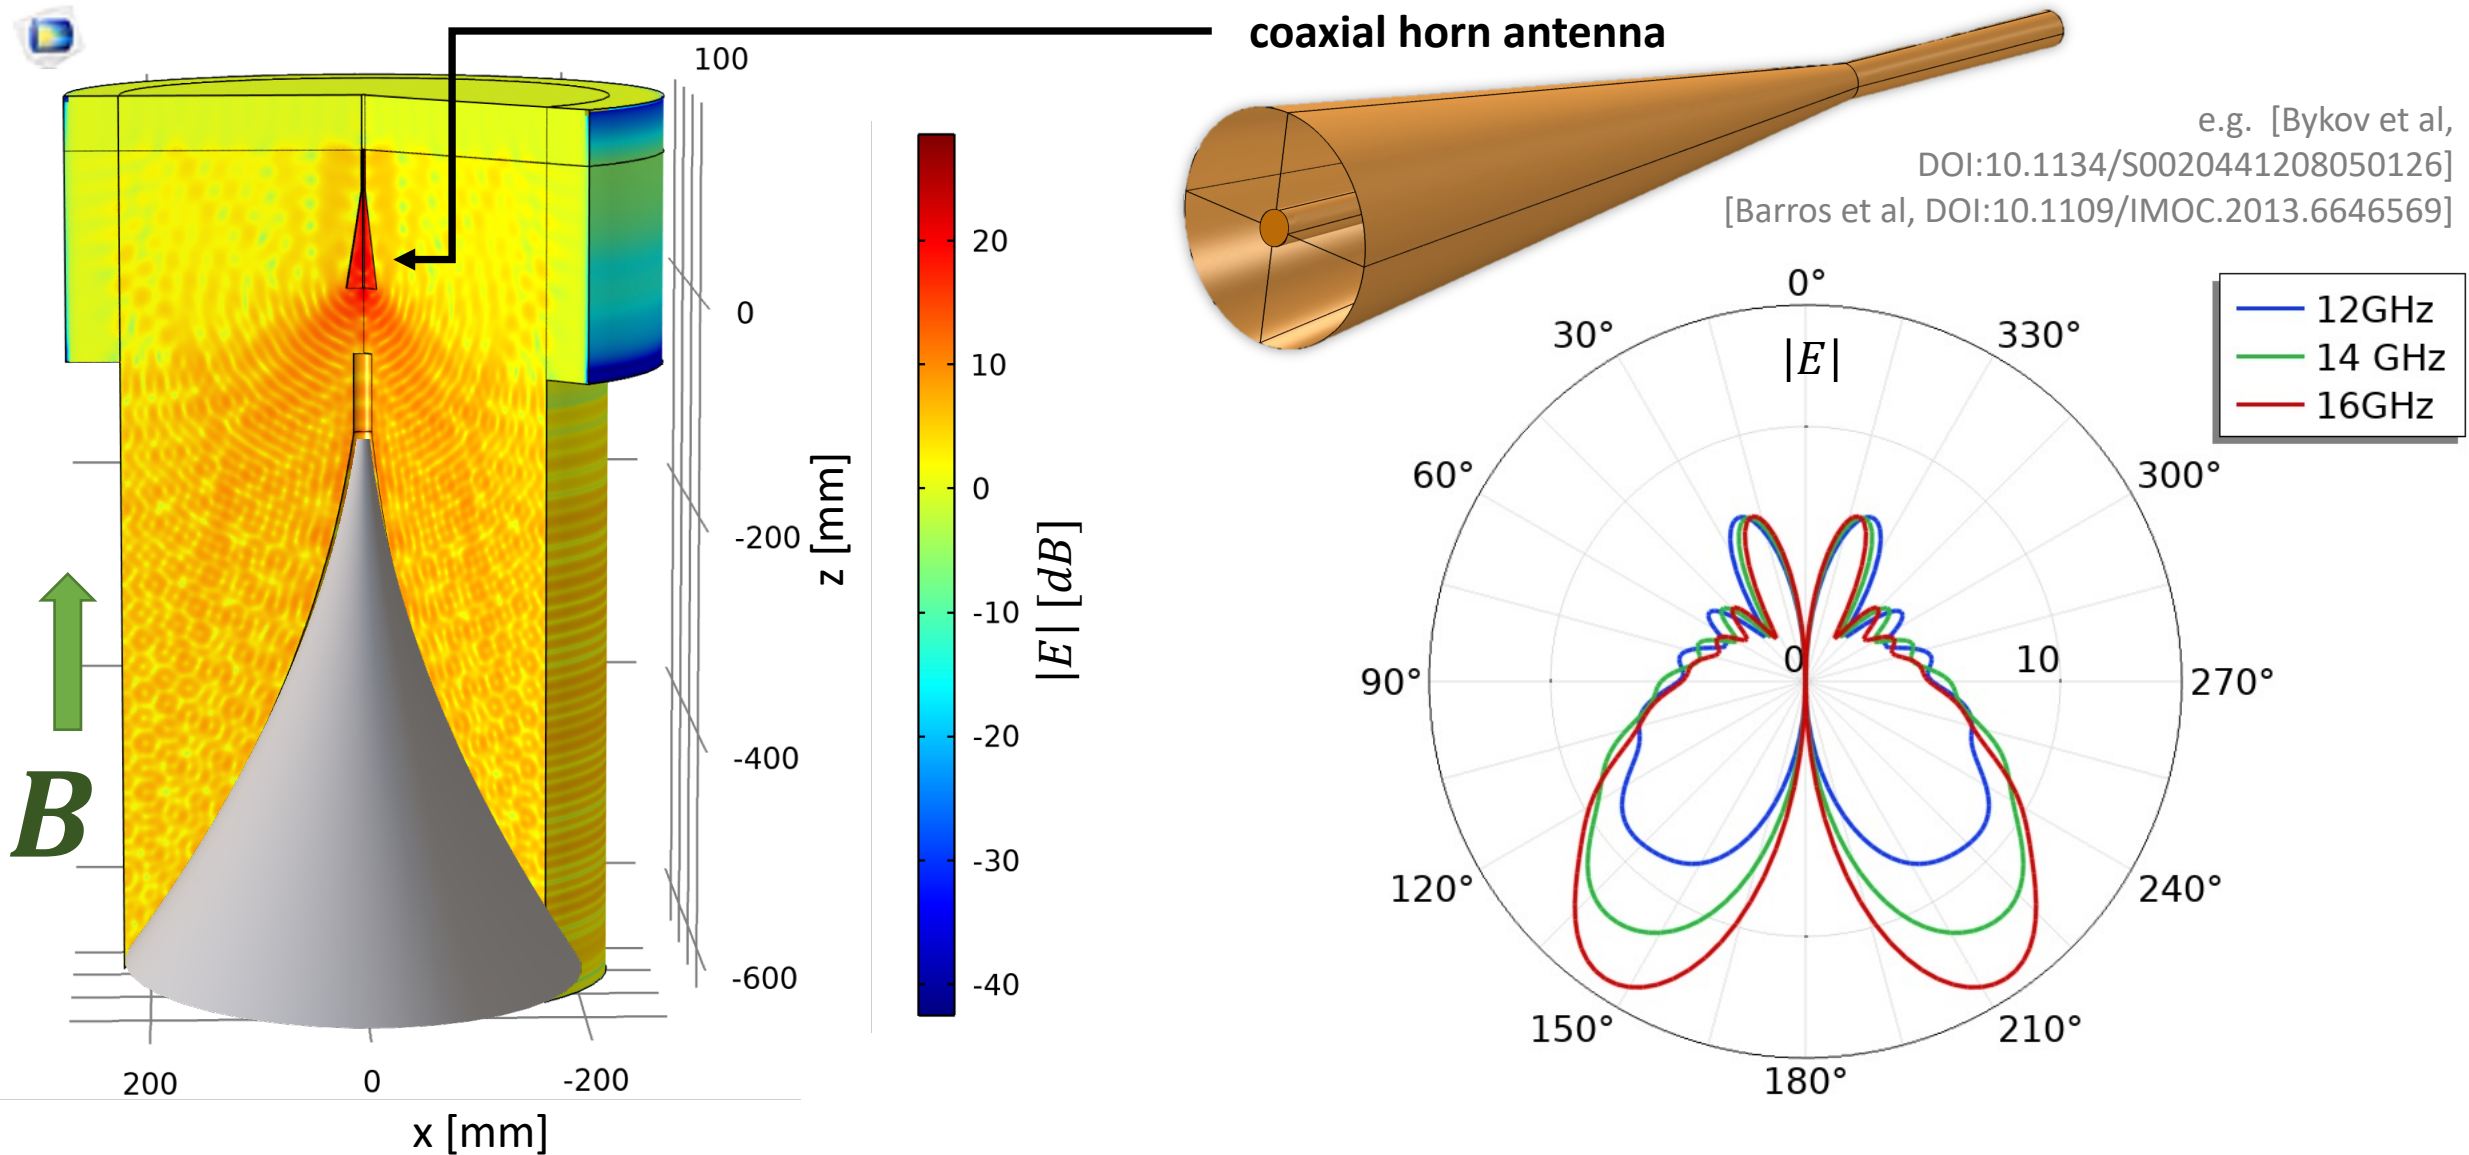 coaxial horn antenna
e.g. [Bykov et al,
DOI:10.1134/S0020441208050126]
[Barros et al, DOI:10.1109/IMOC.2013.6646569]
100
0
-200
-400
-600
z [mm]
200
0
-200
x [mm]
B
20
10
0
-10
-20
-30
-40
|E| [dB]
12GHz
14 GHz
16GHz
|E|
0°
30°
330°
60°
300°
90°
0
10
270°
120°
240°
150°
210°
180°